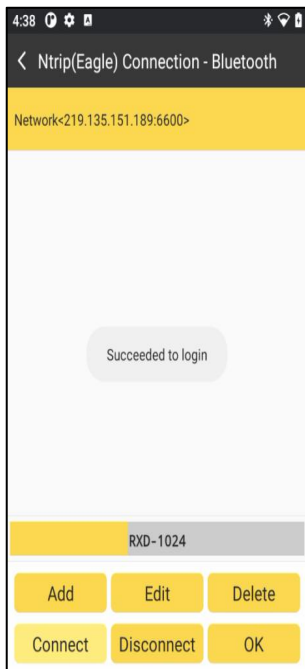 4:38
Ntrip(Eagle) Connection - Bluetooth
Network<219.135.151.189:6600>
Succeeded to login
RXD-1024
Add Edit Delete
Connect Disconnect OK